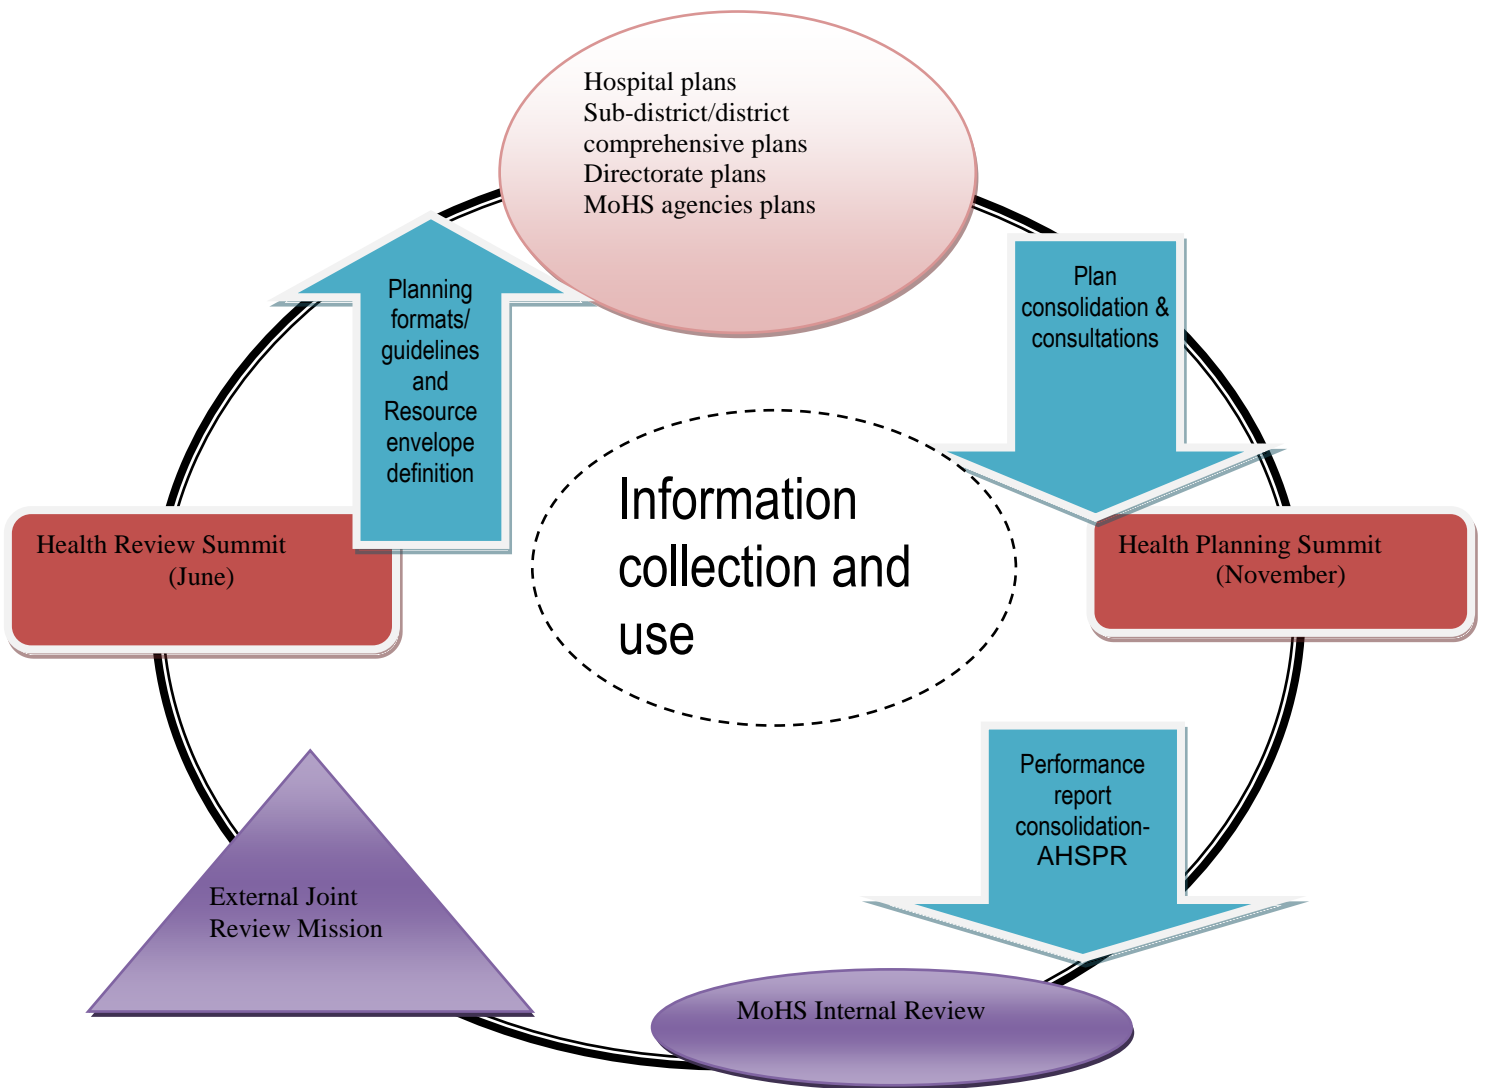 Hospital plans
Sub-district/district
comprehensive plans
Directorate plans
MoHS agencies plans
Plan
consolidation &
consultations
Planning
formats/
guidelines
and
Resource
envelope
definition
Information
collection and
use
Health Review Summit
(June)
Health Planning Summit
(November)
Performance
report
consolidation-
AHSPR
External Joint
Review Mission
MoHS Internal Review